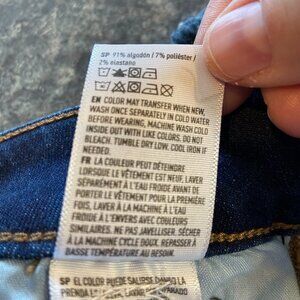 SP 91% algodón / 7% poliéster /
2% elastano
EN COLOR MAY TRANSFER WHEN NEW,
WASH ONCE SEPARATELY IN COLD WATER
BEFORE WEARING, MACHINE WASH COLD
INSIDE OUT WITH LIKE COLORS. DO NOT
BLEACH. TUMBLE DRY LOW. COOL IRON IF
NEEDED.
FR LA COULEUR PEUT DÉTEINDRE
LORSQUE LE VÊTEMENT EST NEUF, LAVER
SÉPARÉMENT À L'EAU FROIDE AVANT DE
PORTER LE VÊTEMENT POUR LA PREMIÈRE
FOIS, LAVER À LA MACHINE À L'EAU
FROIDE À L'ENVERS AVEC DES COULEURS
SIMILAIRES. NE PAS JAVELLISER. SÉCHER
À LA MACHINE CYCLE DOUX. REPASSER À
BASSE TEMPÉRATURE AU BESOIN.
SP EL COLOR PUEDE SALIRSE
PRENDA